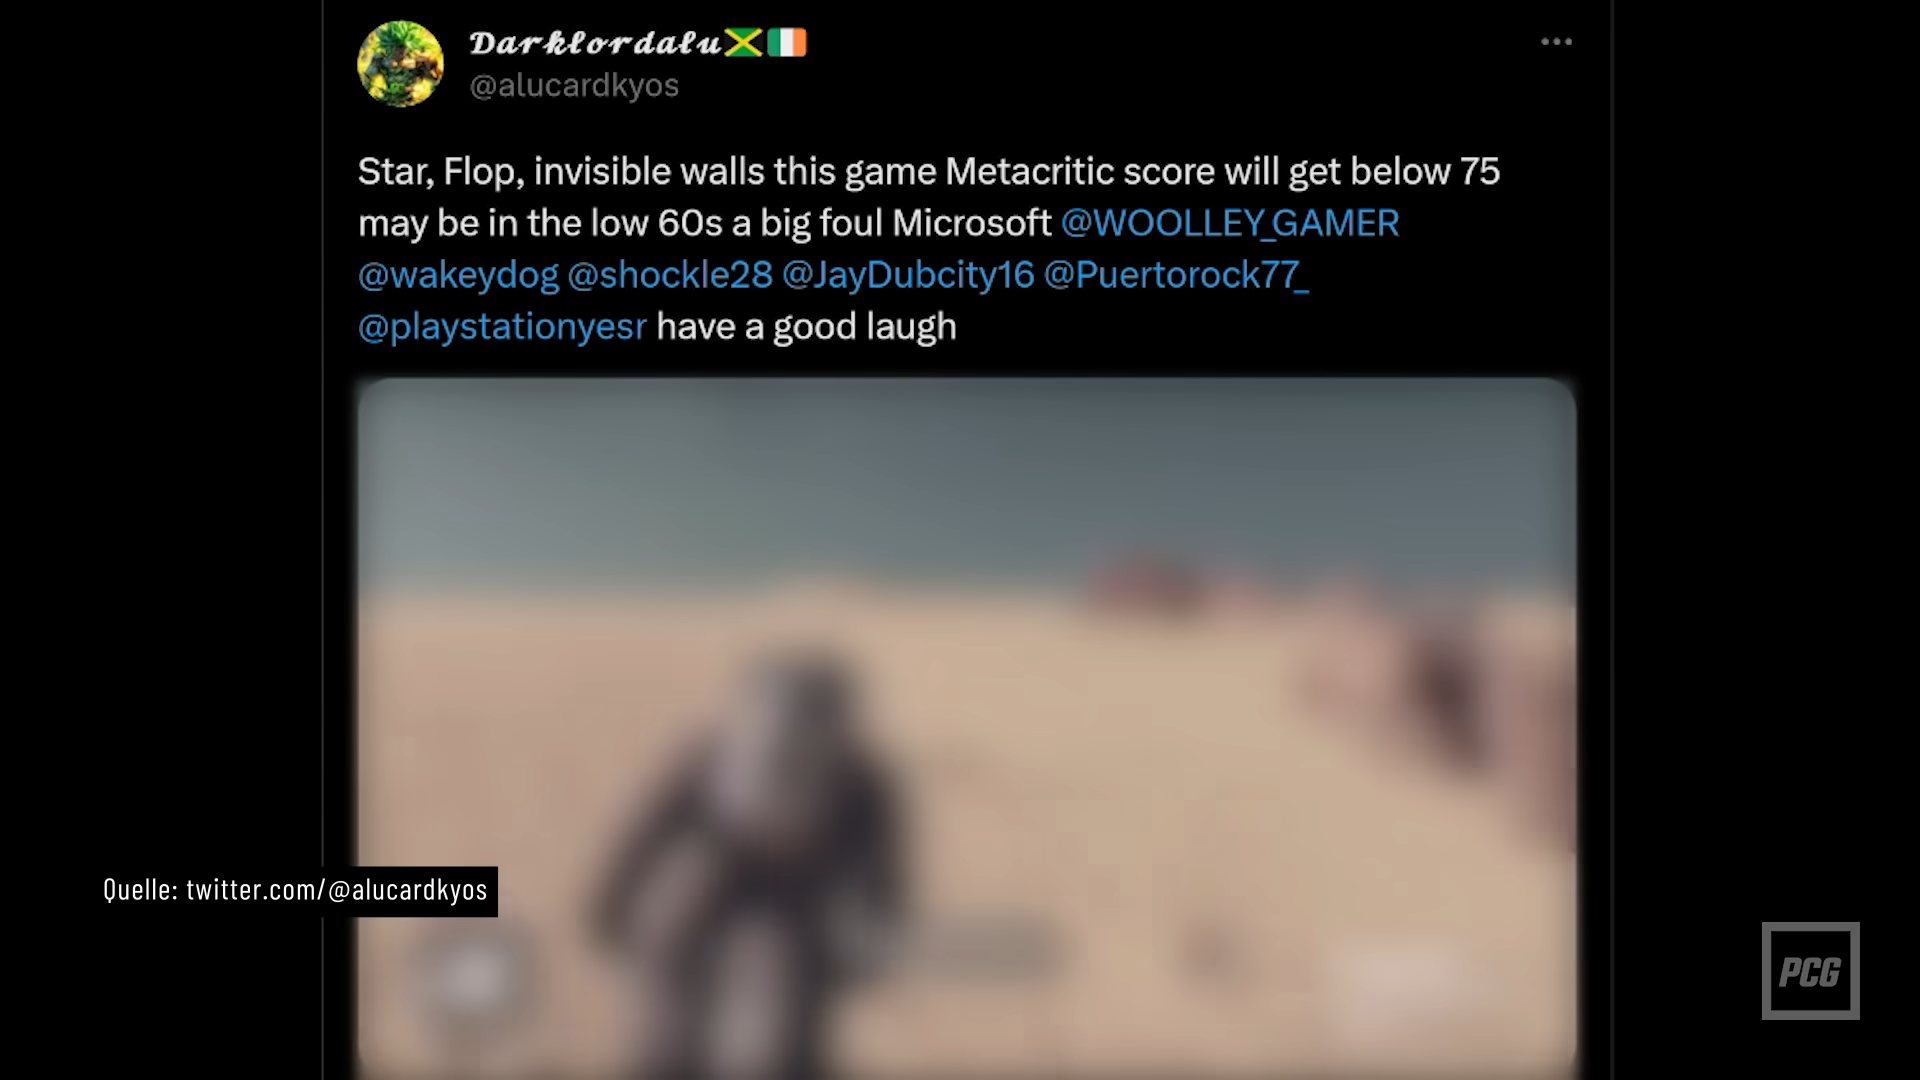 Darklordalu
@alucardkyos
Star, Flop, invisible walls this game Metacritic score will get below 75
may be in the low 60s a big foul Microsoft @WOOLLEY_GAMER
@wakeydog @shockle28 @JayDubcity16 @Puertorock77_
@playstationyesr have a good laugh
Quelle: twitter.com/@alucardkyos
PCG